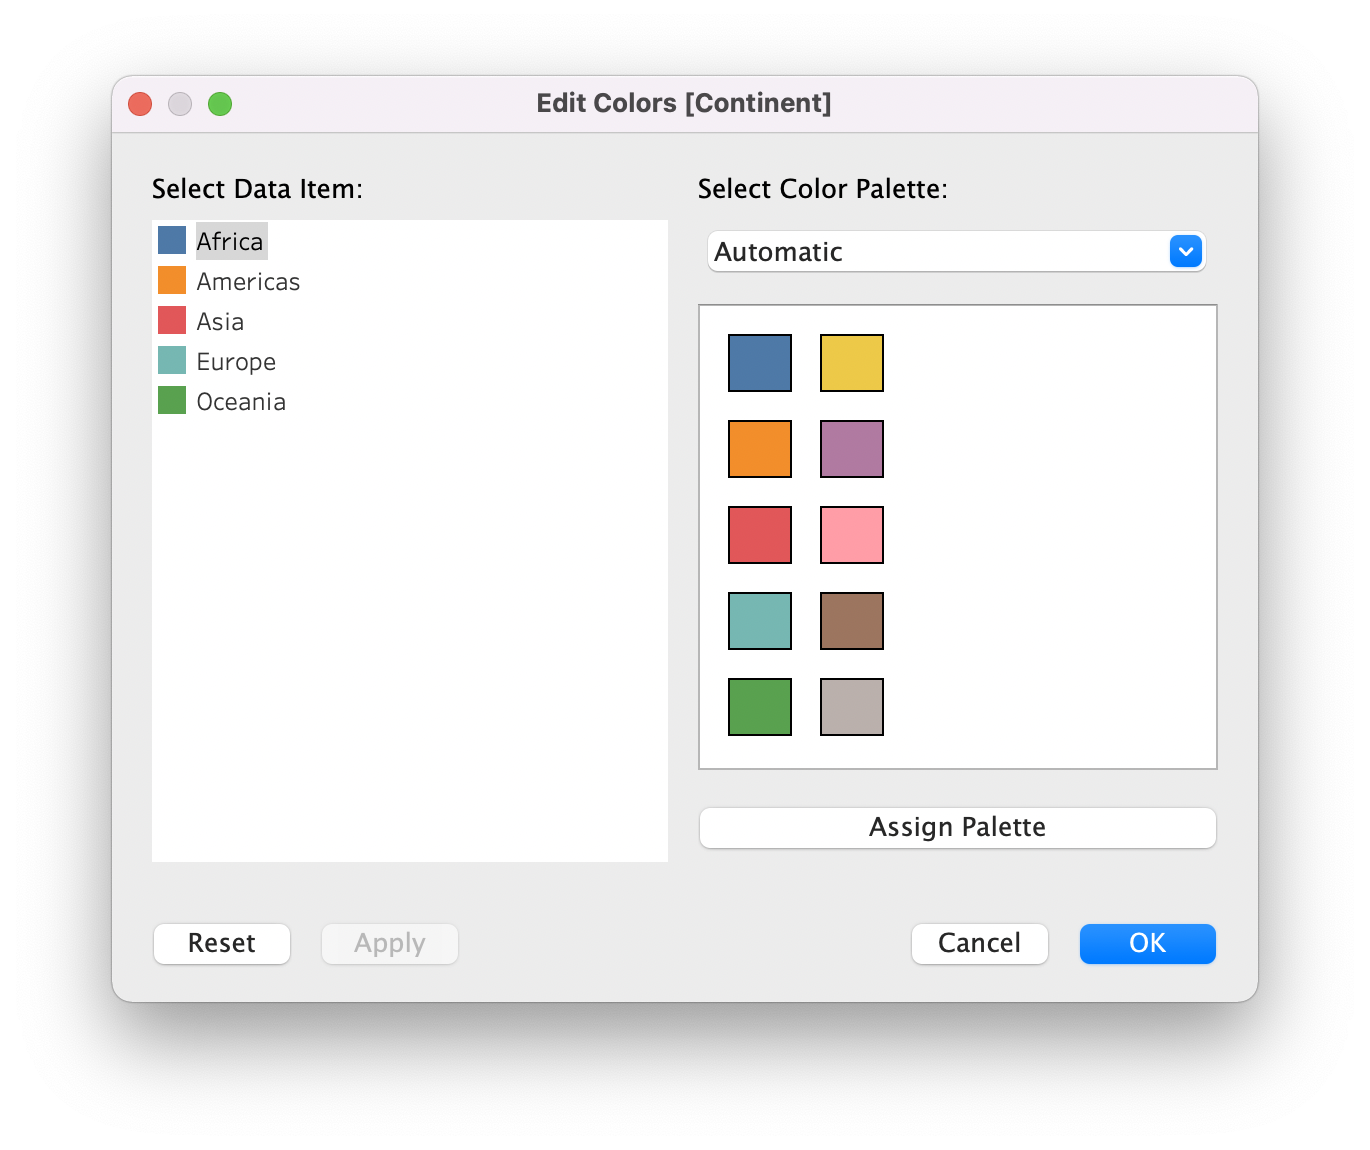 Edit Colors [Continent]
Select Data Item:
Africa
Americas
Asia
Europe
Oceania
Select Color Palette:
Automatic
Assign Palette
Reset
Apply
Cancel
OK